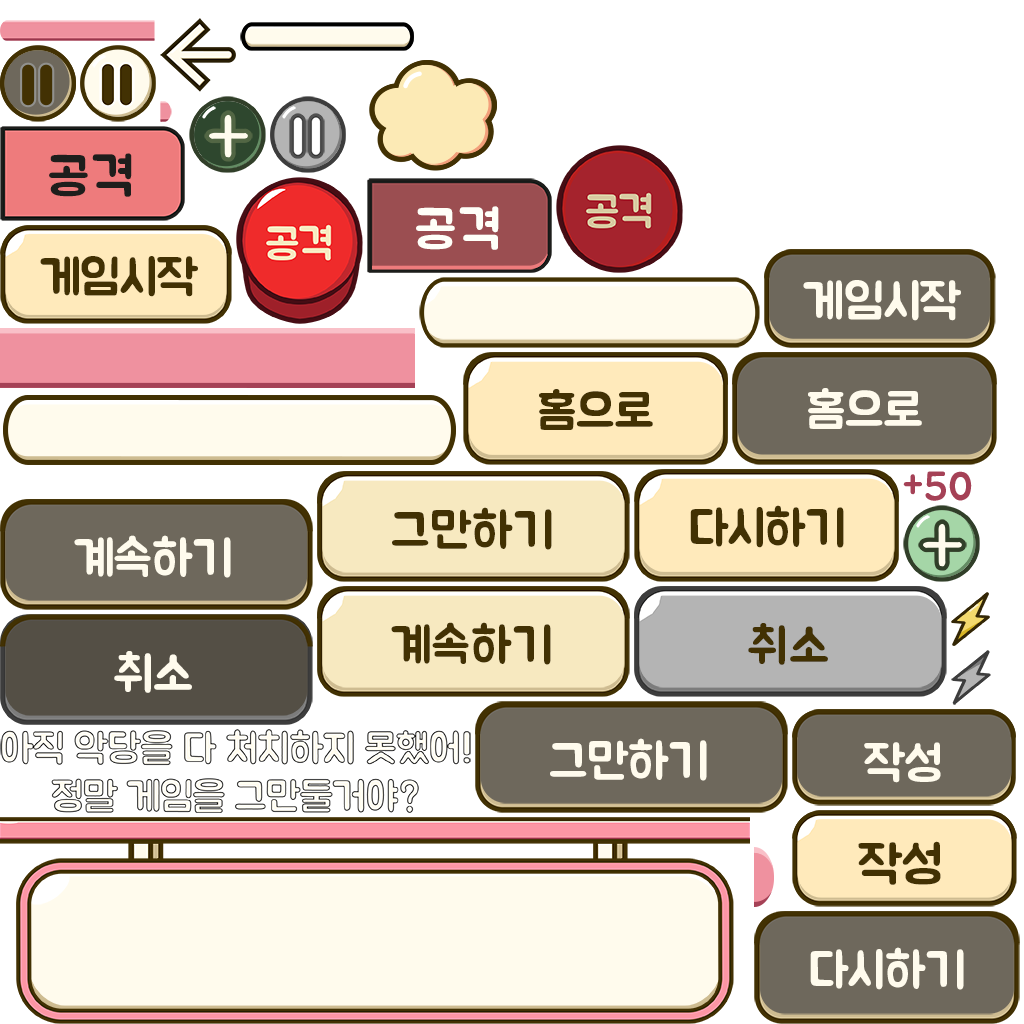 공격
공격
공격
공격
게임시작
게임시작
홈으로
홈으로
+50
그만하기
다시하기
계속하기
계속하기
취소
취소
아직 악당을 다 처치하지 못했어!
정말 게임을 그만둘거야?
그만하기
작성
작성
다시하기